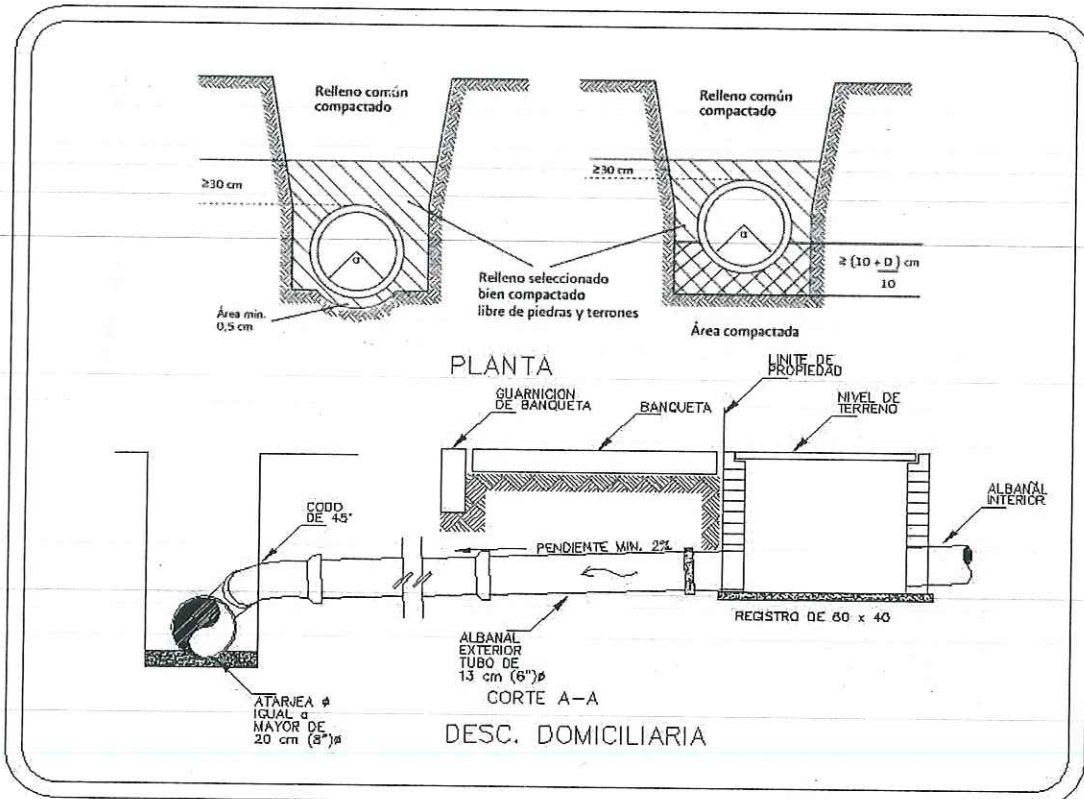 Relleno común
compactado
Relleno común
compactado
≥30 cm
≥30 cm
α
α
Relleno seleccionado
bien compactado
libre de piedras y terrones
≥ (10 + D) cm
10
Área min.
0,5 cm
Área compactada
PLANTA
GUARNICION
DE BANQUETA
BANQUETA
LINITE DE
PROPIEDAD
NIVEL DE
TERRENO
CODO
DE 45°
ALBANAL
INTERIOR
PENDIENTE MIN. 2%
REGISTRO DE 60 x 40
ALBANAL
EXTERIOR
TUBO DE
13 cm (6")ø
ATARJEA ø
IGUAL a
MAYOR DE
20 cm (8")ø
CORTE A-A
DESC. DOMICILIARIA